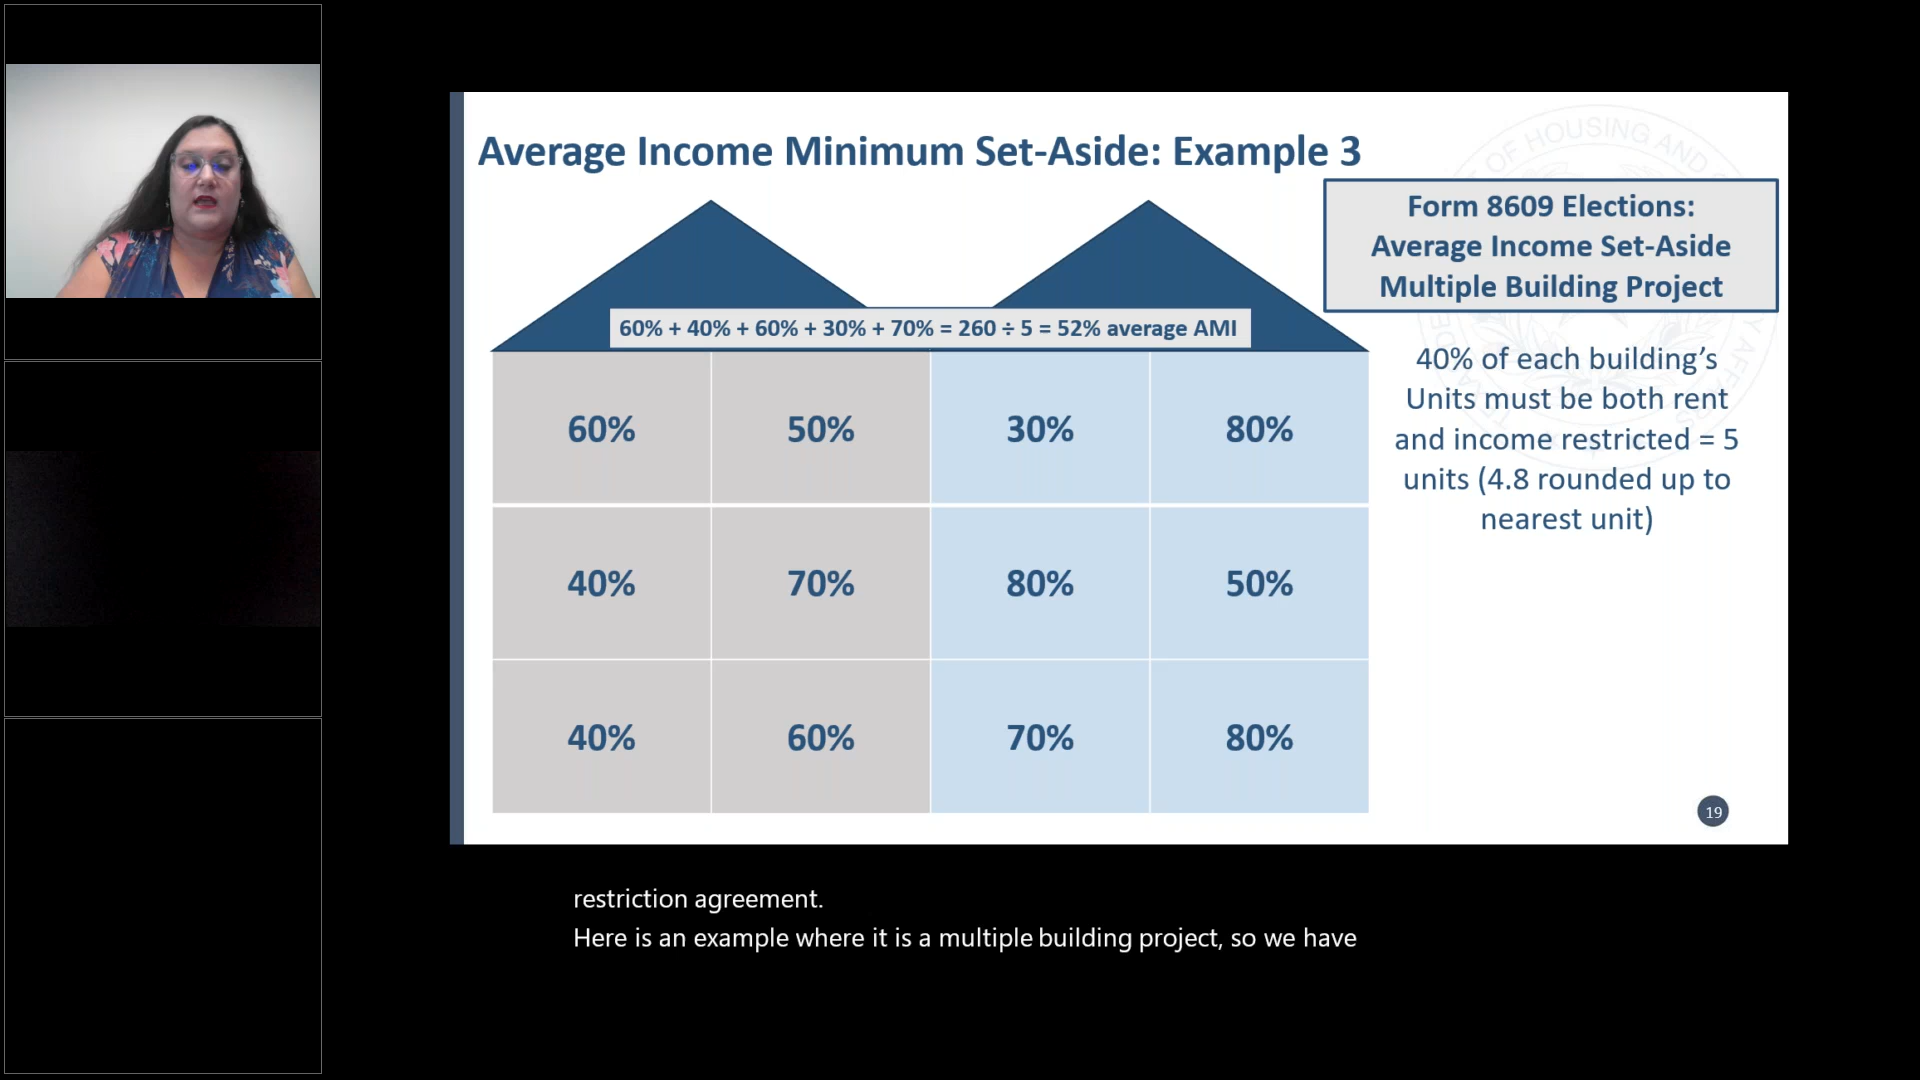 Average Income Minimum Set-Aside: Example 3
OF HOUSING AND
Form 8609 Elections:
Average Income Set-Aside
Multiple Building Project
60% + 40% + 60% + 30% + 70% = 260 ÷ 5 = 52% average AMI
40% of each building’s
Units must be both rent
and income restricted = 5
units (4.8 rounded up to
nearest unit)
60% 50% 30% 80%
40% 70% 80% 50%
40% 60% 70% 80%
19
restriction agreement.
Here is an example where it is a multiple building project, so we have